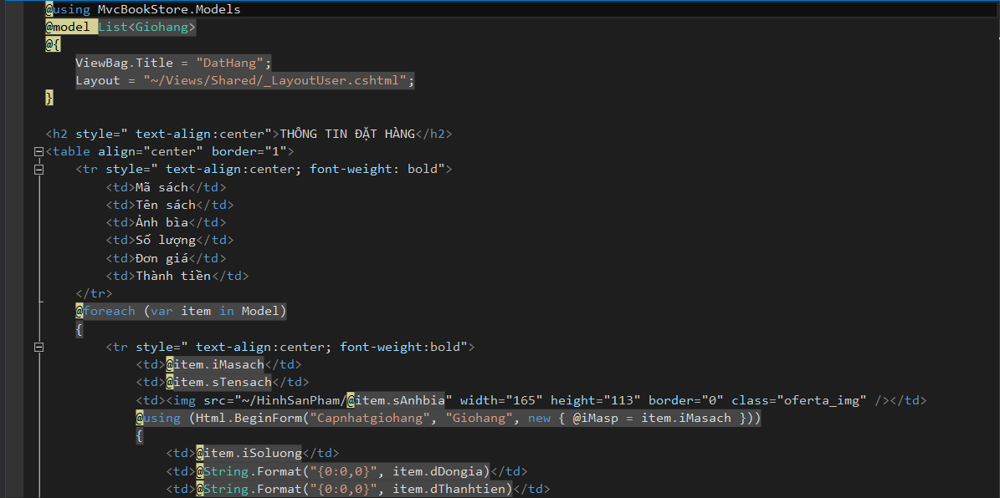 @using MvcBookStore.Models
@model List<Giohang>
@{
    ViewBag.Title = "DatHang";
    Layout = "~/Views/Shared/_LayoutUser.cshtml";
}

<h2 style=" text-align:center">THÔNG TIN ĐẶT HÀNG</h2>
<table align="center" border="1">
    <tr style=" text-align:center; font-weight: bold">
        <td>Mã sách</td>
        <td>Tên sách</td>
        <td>Ảnh bìa</td>
        <td>Số lượng</td>
        <td>Đơn giá</td>
        <td>Thành tiền</td>
    </tr>
    @foreach (var item in Model)
    {
        <tr style=" text-align:center; font-weight:bold">
            <td>@item.iMasach</td>
            <td>@item.sTensach</td>
            <td><img src="~/HinhSanPham/@item.sAnhbia" width="165" height="113" border="0" class="oferta_img" /></td>
            @using (Html.BeginForm("Capnhatgiohang", "Giohang", new { @iMasp = item.iMasach }))
            {
                <td>@item.iSoluong</td>
                <td>@String.Format("{0:0,0}", item.dDongia)</td>
                <td>@String.Format("{0:0,0}", item.dThanhtien)</td>